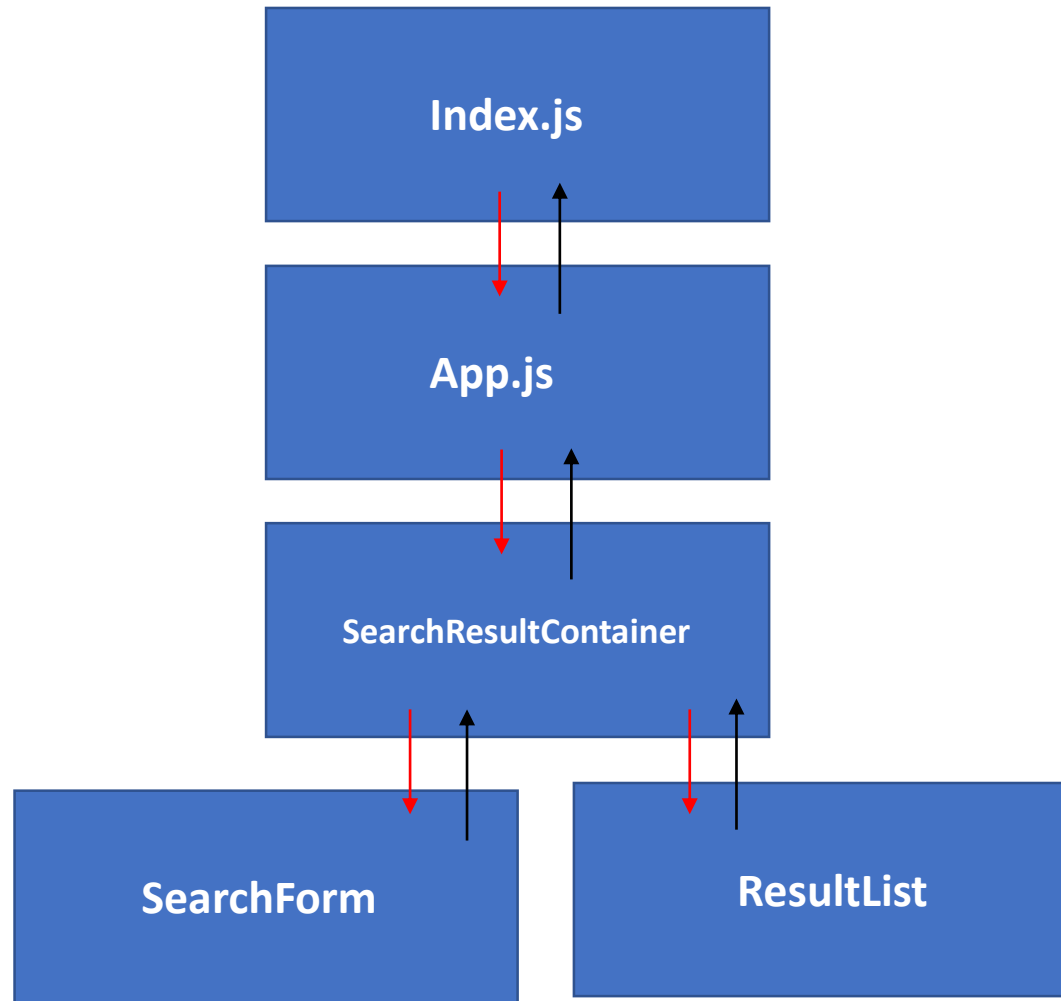 Index.js
App.js
SearchResultContainer
SearchForm
ResultList